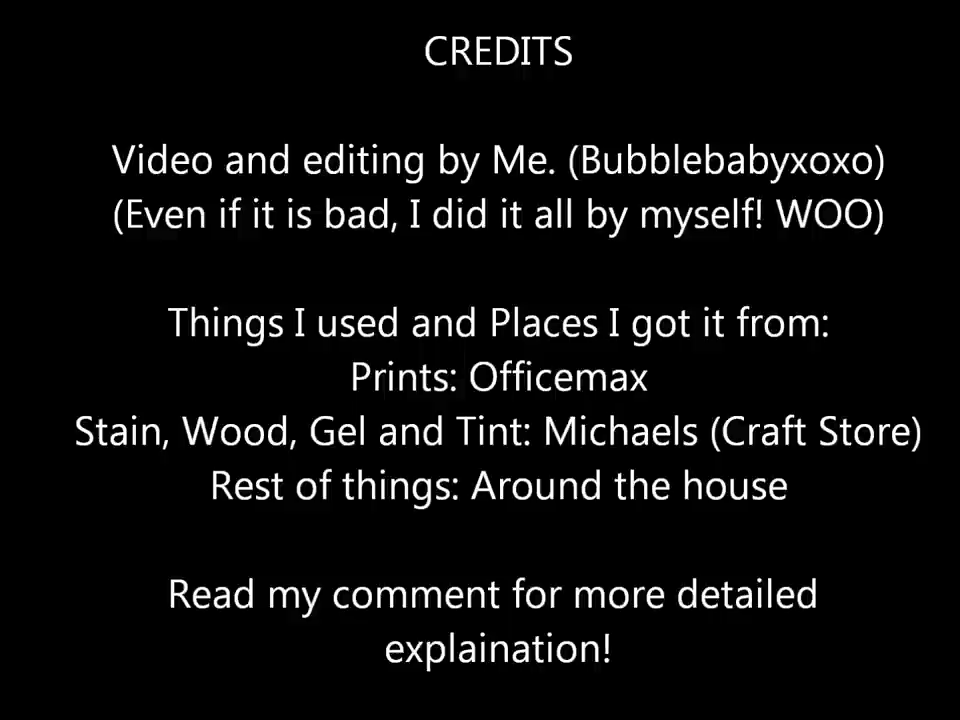 CREDITS
Video and editing by Me. (Bubblebabyxoxo)
(Even if it is bad, I did it all by myself! WOO)
Things I used and Places I got it from:
Prints: Officemax
Stain, Wood, Gel and Tint: Michaels (Craft Store)
Rest of things: Around the house
Read my comment for more detailed
explaination!